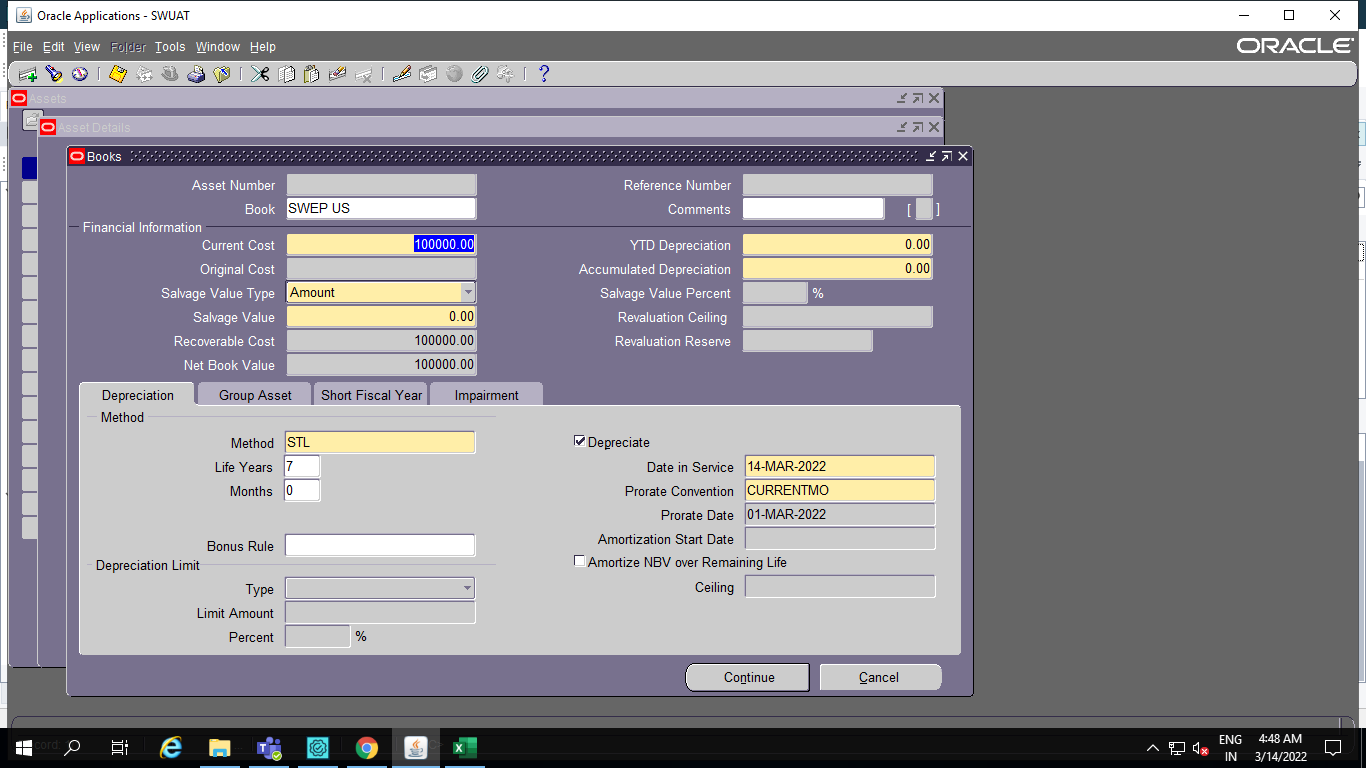 Oracle Applications - SWUAT
File Edit View Folder Tools Window Help
ORACLE
Assets
Asset Details
Books
Asset Number
Reference Number
Book SWEP US
Comments [ ]
Financial Information
Current Cost 100000.00
YTD Depreciation 0.00
Original Cost
Accumulated Depreciation 0.00
Salvage Value Type Amount
Salvage Value Percent %
Salvage Value 0.00
Revaluation Ceiling
Recoverable Cost 100000.00
Revaluation Reserve
Net Book Value 100000.00
Depreciation Group Asset Short Fiscal Year Impairment
Method
Method STL
Depreciate
Life Years 7
Date in Service 14-MAR-2022
Months 0
Prorate Convention CURRENTMO
Prorate Date 01-MAR-2022
Amortization Start Date
Bonus Rule
Depreciation Limit
Amortize NBV over Remaining Life
Type
Ceiling
Limit Amount
Percent %
Continue Cancel
ENG
IN
4:48 AM
3/14/2022